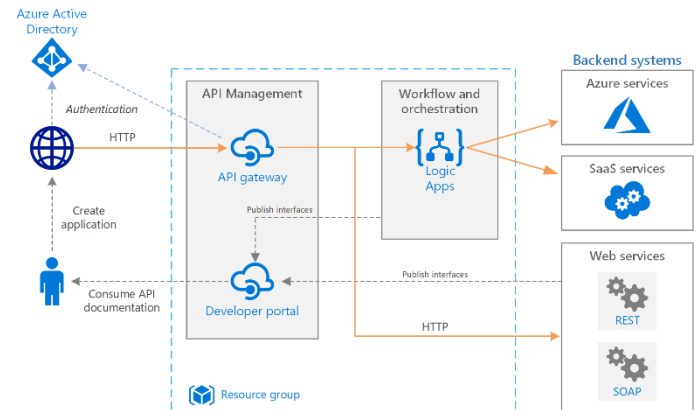 Azure Active
Directory
Authentication
HTTP
Create
application
Consume API
documentation
API Management
API gateway
Publish interfaces
Developer portal
Resource group
Workflow and
orchestration
Logic
Apps
Publish interfaces
HTTP
Backend systems
Azure services
SaaS services
Web services
REST
SOAP